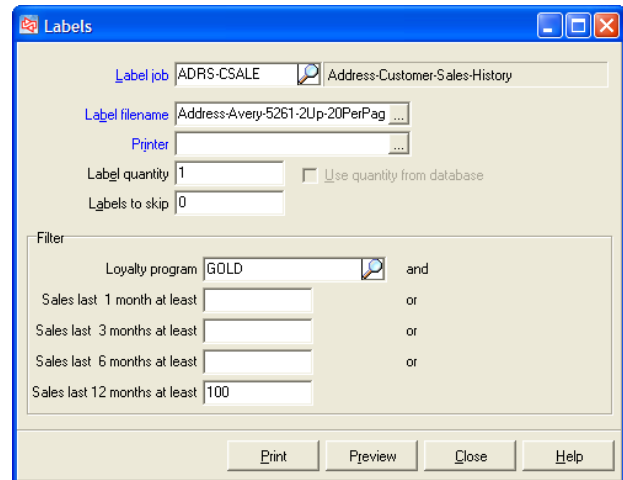 Labels
Label job ADRS-CSALE Address-Customer-Sales-History
Label filename Address-Avery-5261-2Up-20PerPag ...
Printer ...
Label quantity 1 Use quantity from database
Labels to skip 0
Filter
Loyalty program GOLD and
Sales last 1 month at least or
Sales last 3 months at least or
Sales last 6 months at least or
Sales last 12 months at least 100
Print Preview Close Help